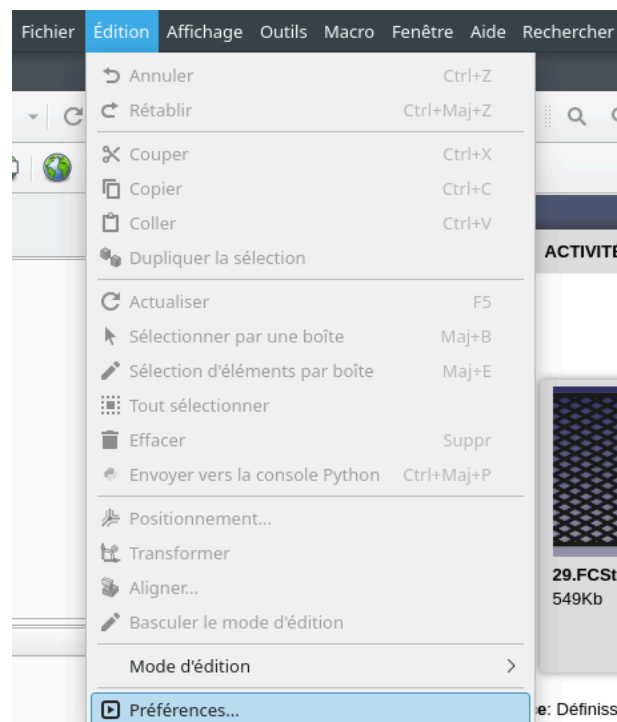 Fichier Édition Affichage Outils Macro Fenêtre Aide Rechercher
Annuler Ctrl+Z
Rétablir Ctrl+Maj+Z
Couper Ctrl+X
Copier Ctrl+C
Coller Ctrl+V
Dupliquer la sélection
ACTIVITÉ
Actualiser F5
Sélectionner par une boîte Maj+B
Sélection d'éléments par boîte Maj+E
Tout sélectionner
Effacer Suppr
Envoyer vers la console Python Ctrl+Maj+P
Positionnement...
Transformer
Aligner...
Basculer le mode d'édition
29.FCSt
549Kb
Mode d'édition
Préférences...
e: Définiss